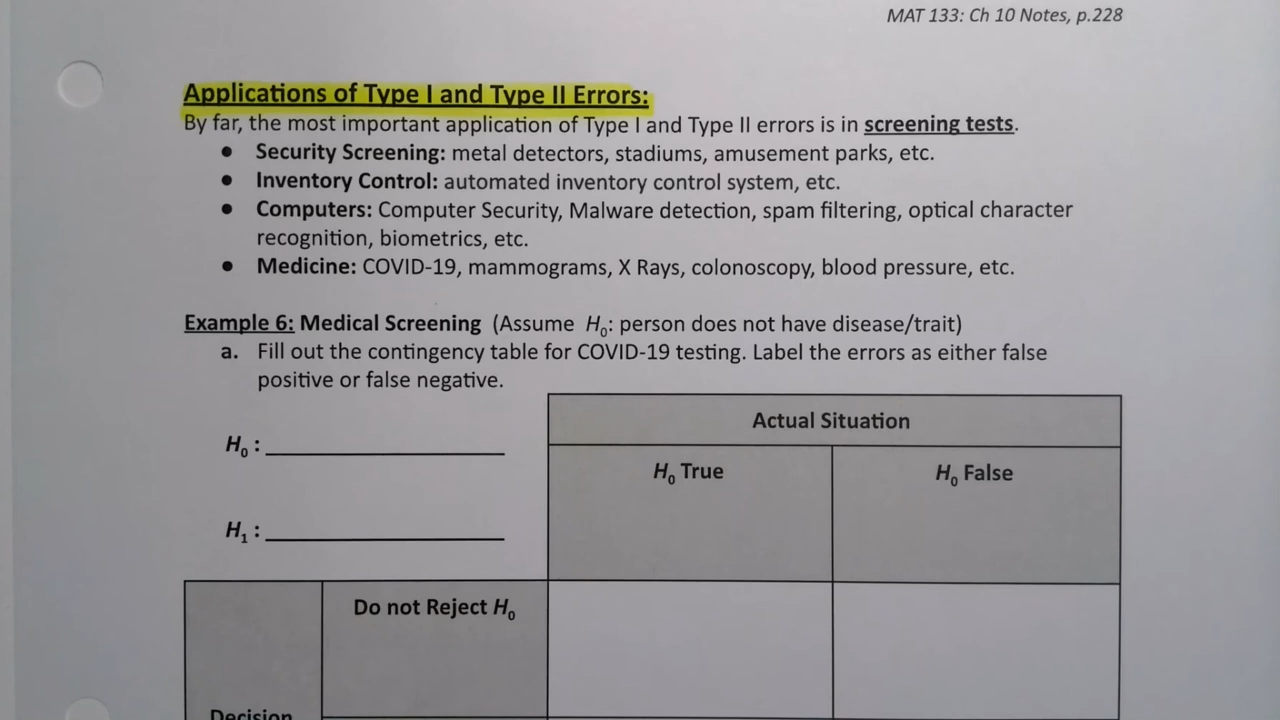 MAT 133: Ch 10 Notes, p.228
Applications of Type I and Type II Errors:
By far, the most important application of Type I and Type II errors is in screening tests.
● Security Screening: metal detectors, stadiums, amusement parks, etc.
● Inventory Control: automated inventory control system, etc.
● Computers: Computer Security, Malware detection, spam filtering, optical character
recognition, biometrics, etc.
● Medicine: COVID-19, mammograms, X Rays, colonoscopy, blood pressure, etc.
Example 6: Medical Screening (Assume H₀: person does not have disease/trait)
a. Fill out the contingency table for COVID-19 testing. Label the errors as either false
positive or false negative.
Actual Situation
H₀ : ____________________
H₀ True
H₀ False
H₁ : ____________________
Do not Reject H₀
Decision